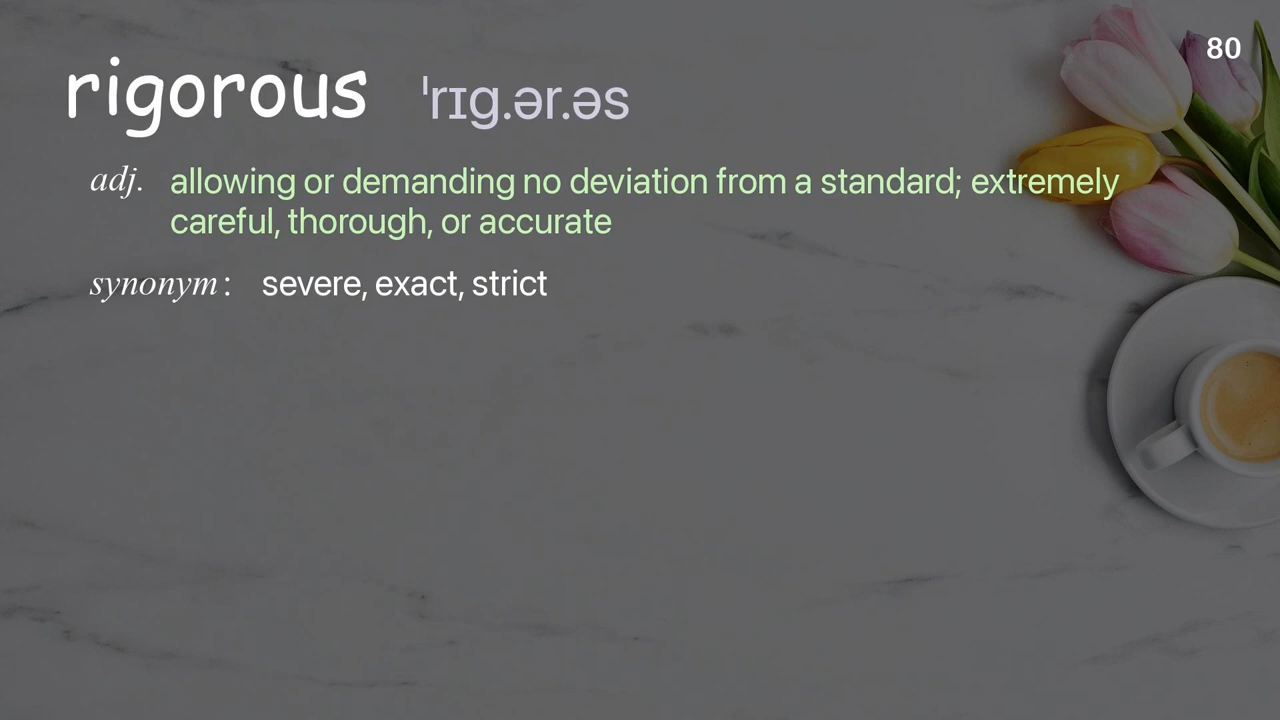 80
rigorous ˈrɪg.ər.əs
adj. allowing or demanding no deviation from a standard; extremely
careful, thorough, or accurate
synonym: severe, exact, strict